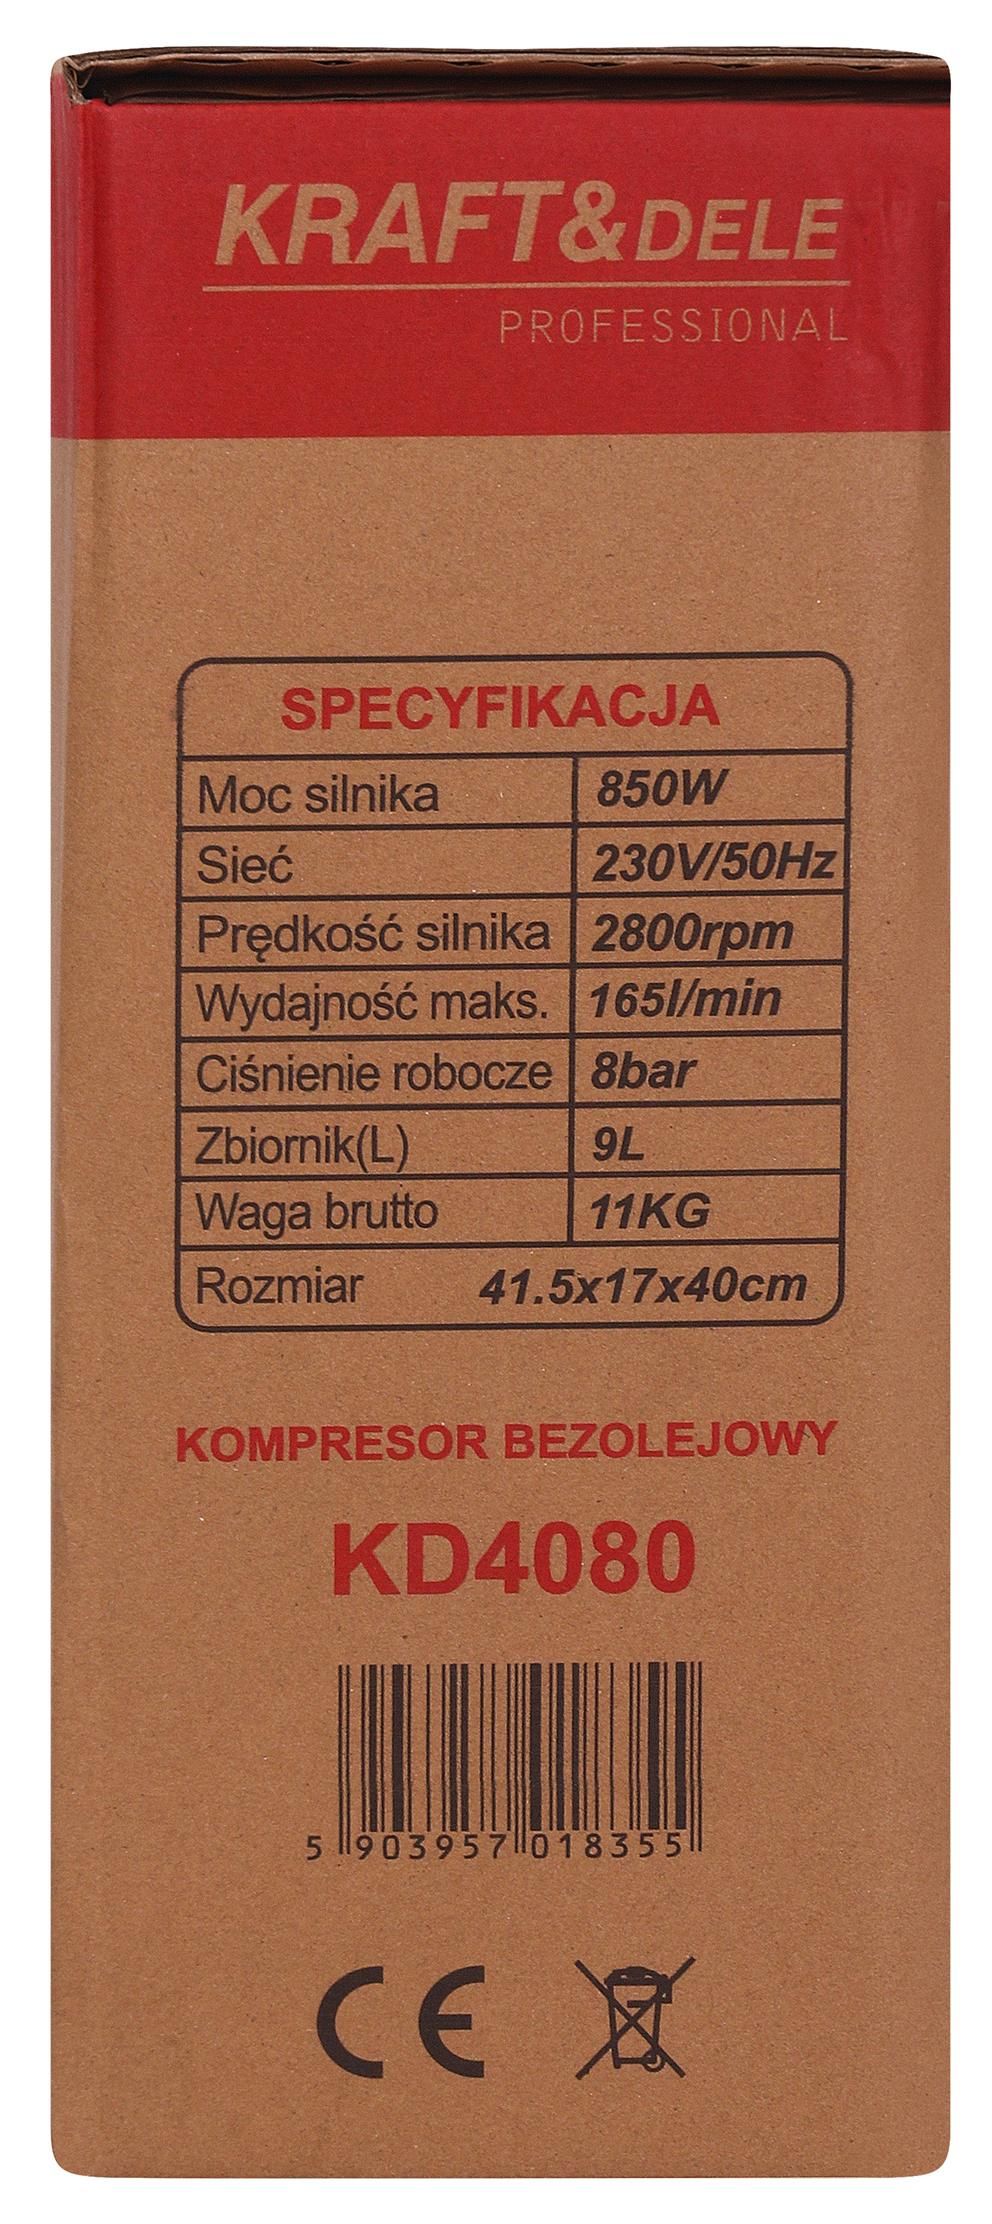 KRAFT&DELE
PROFESSIONAL
SPECYFIKACJA
Moc silnika 850W
Sieć 230V/50Hz
Prędkość silnika 2800rpm
Wydajność maks. 165l/min
Ciśnienie robocze 8bar
Zbiornik(L) 9L
Waga brutto 11KG
Rozmiar 41.5x17x40cm
KOMPRESOR BEZOLEJOWY
KD4080
5 903957 018355
CE